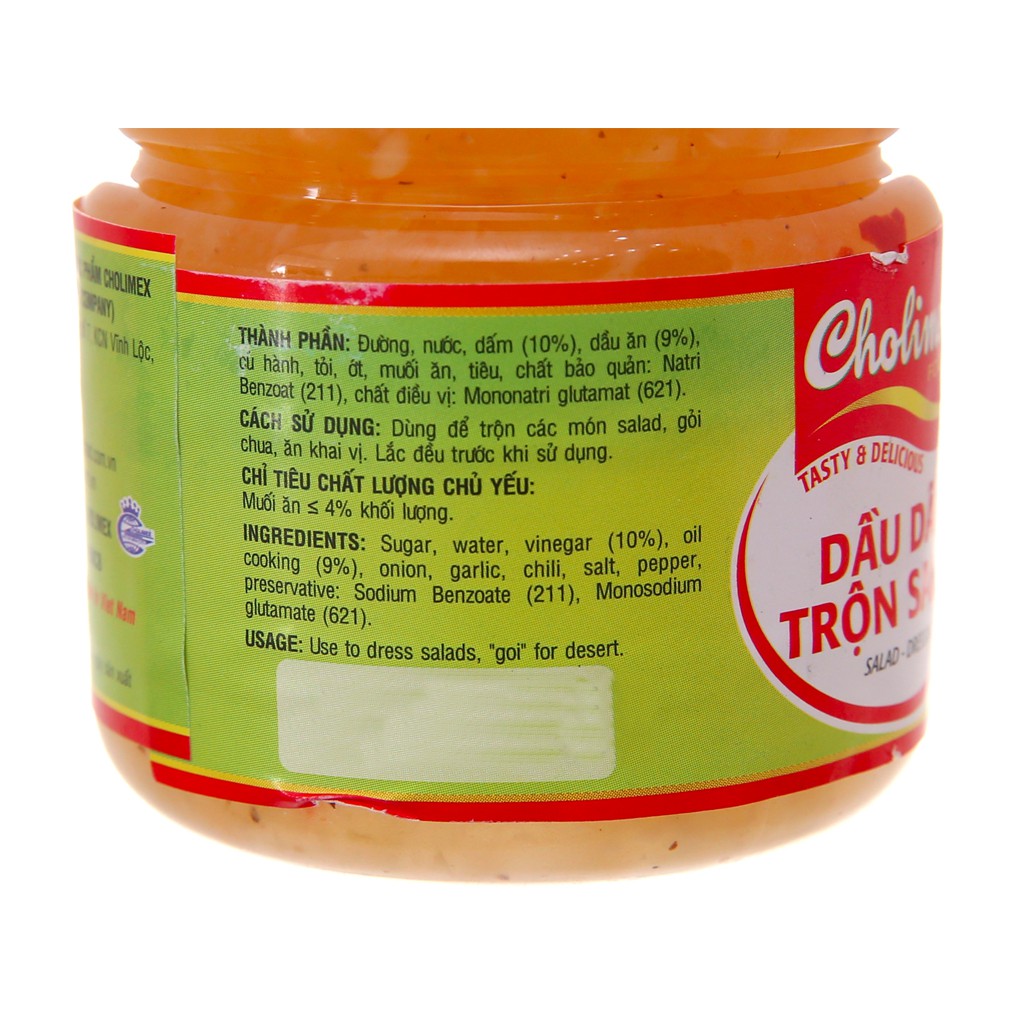 PHẨM CHOLIMEX
COMPANY)
KCN Vĩnh Lộc,
Viet Nam
THÀNH PHẦN: Đường, nước, dấm (10%), dầu ăn (9%),
củ hành, tỏi, ớt, muối ăn, tiêu, chất bảo quản: Natri
Benzoat (211), chất điều vị: Mononatri glutamat (621).
CÁCH SỬ DỤNG: Dùng để trộn các món salad, gỏi
chua, ăn khai vị. Lắc đều trước khi sử dụng.
CHỈ TIÊU CHẤT LƯỢNG CHỦ YẾU:
Muối ăn ≤ 4% khối lượng.
INGREDIENTS: Sugar, water, vinegar (10%), oil
cooking (9%), onion, garlic, chili, salt, pepper,
preservative: Sodium Benzoate (211), Monosodium
glutamate (621).
USAGE: Use to dress salads, "goi" for desert.
Cholim
TASTY & DELICIOUS
DẦU
TRỘN
SALAD -